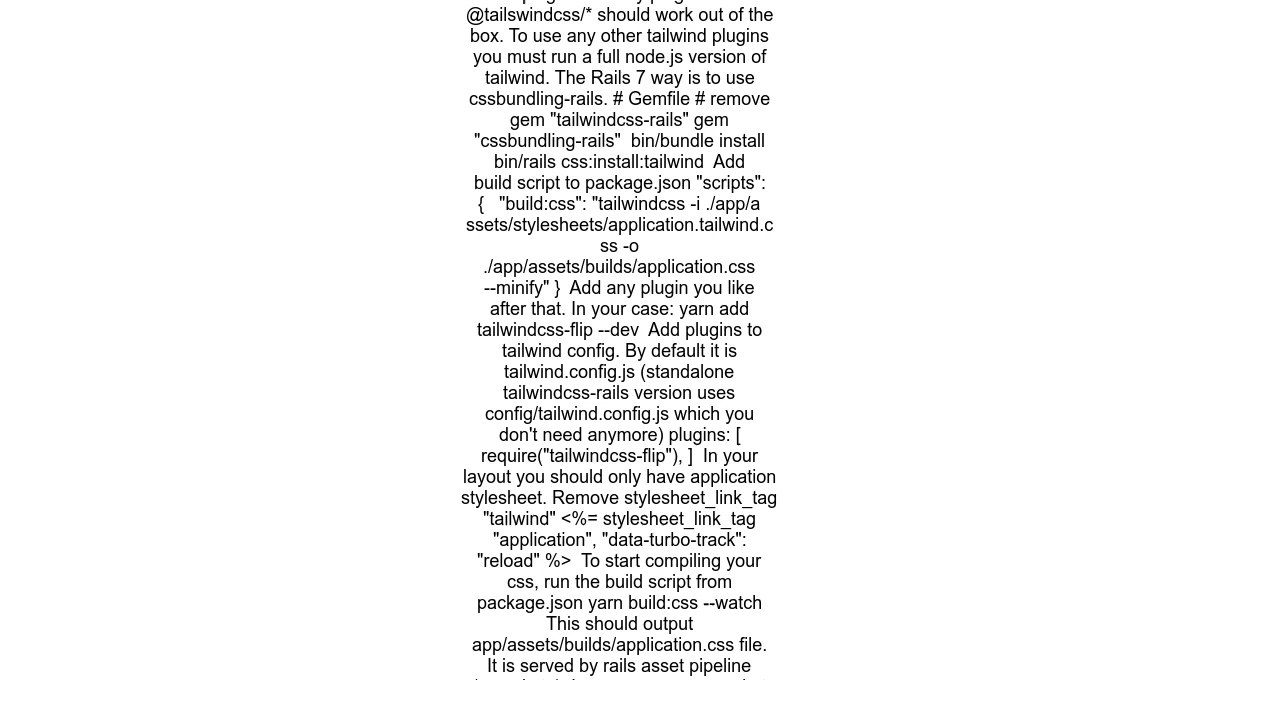 @tailswindcss/* should work out of the
box. To use any other tailwind plugins
you must run a full node.js version of
tailwind. The Rails 7 way is to use
cssbundling-rails. # Gemfile # remove
gem "tailwindcss-rails" gem
"cssbundling-rails"  bin/bundle install
bin/rails css:install:tailwind  Add
build script to package.json "scripts":
{   "build:css": "tailwindcss -i ./app/a
ssets/stylesheets/application.tailwind.c
ss -o
./app/assets/builds/application.css
--minify" }  Add any plugin you like
after that. In your case: yarn add
tailwindcss-flip --dev  Add plugins to
tailwind config. By default it is
tailwind.config.js (standalone
tailwindcss-rails version uses
config/tailwind.config.js which you
don't need anymore) plugins: [
require("tailwindcss-flip"), ]  In your
layout you should only have application
stylesheet. Remove stylesheet_link_tag
"tailwind" <%= stylesheet_link_tag
"application", "data-turbo-track":
"reload" %>  To start compiling your
css, run the build script from
package.json yarn build:css --watch
This should output
app/assets/builds/application.css file.
It is served by rails asset pipeline